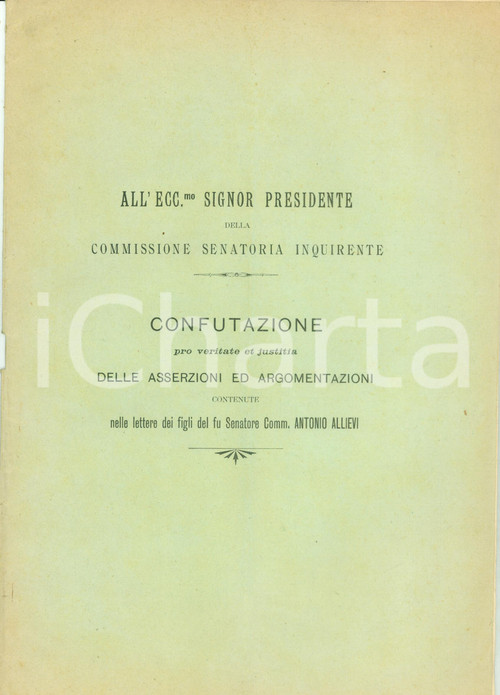 ALL' ECC.mo SIGNOR PRESIDENTE
DELLA
COMMISSIONE SENATORIA INQUIRENTE
CONFUTAZIONE
pro veritate et justitia
DELLE ASSERZIONI ED ARGOMENTAZIONI
CONTENUTE
nelle lettere dei figli del fu Senatore Comm. ANTONIO ALLIEVI
iCharta